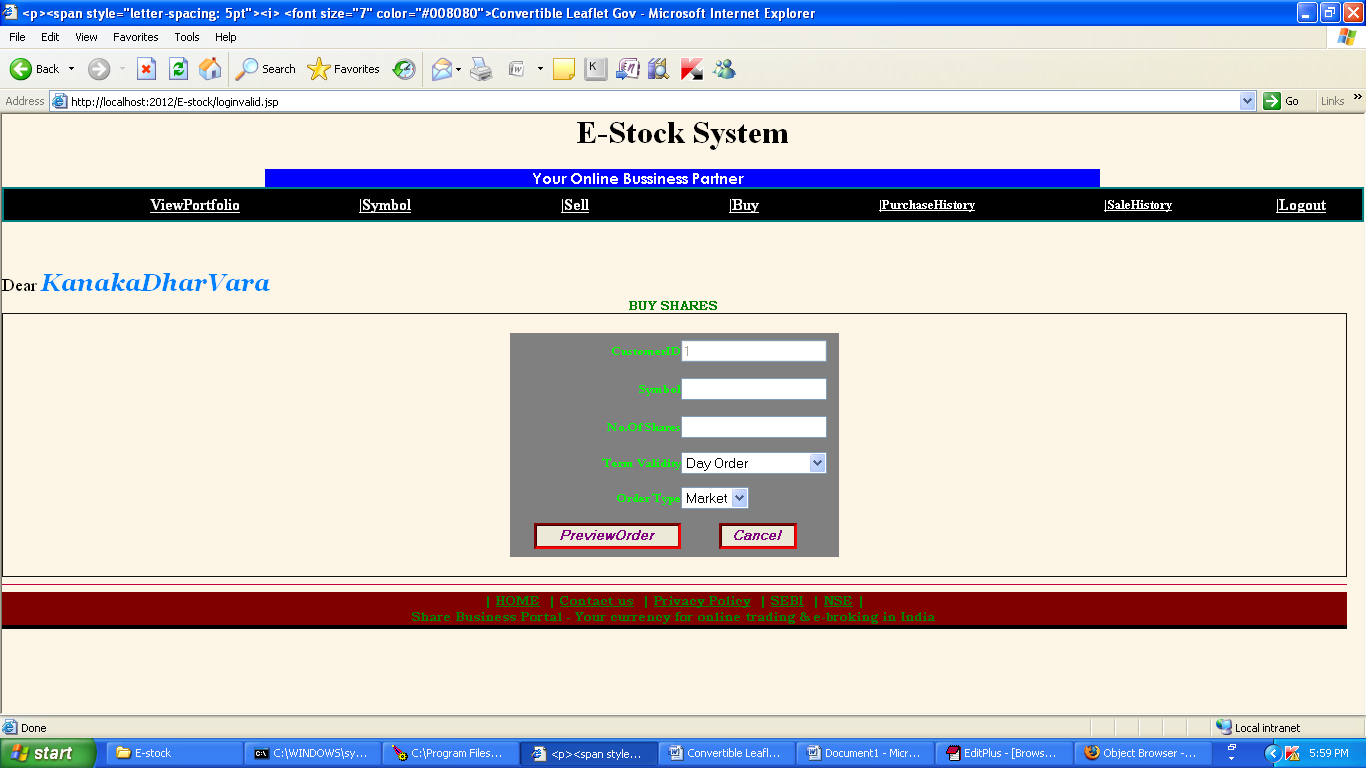 <p><span style="letter-spacing: 5pt"><i> <font size="7" color="#008080">Convertible Leaflet Gov - Microsoft Internet Explorer
File Edit View Favorites Tools Help
Back Search Favorites
Address http://localhost:2012/E-stock/loginvalid.jsp Go Links »
E-Stock System
Your Online Bussiness Partner
ViewPortfolio |Symbol |Sell |Buy |PurchaseHistory |SaleHistory |Logout
Dear KanakaDharVara
BUY SHARES
1
Symbol
No.Of Shares
Term Validity Day Order
Order Type Market
PreviewOrder Cancel
| HOME | Contact us | Privacy Policy | SEBI | NSE |
Share Business Portal - Your currency for online trading & e-broking in India
Done Local intranet
start E-stock C:\WINDOWS\sy... C:\Program Files... <p><span style... Convertible Leafl... Document1 - Micr... EditPlus - [Brows... Object Browser -... 5:59 PM